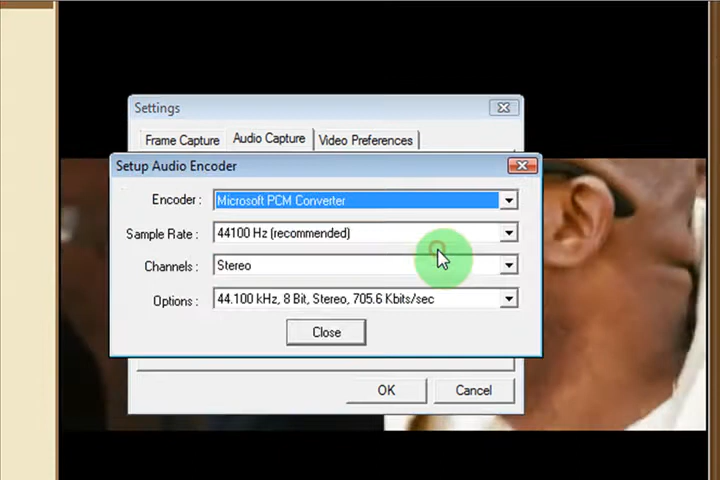 Settings
Frame Capture Audio Capture Video Preferences
Setup Audio Encoder
Encoder : Microsoft PCM Converter
Sample Rate : 44100 Hz (recommended)
Channels : Stereo
Options : 44.100 kHz, 8 Bit, Stereo, 705.6 Kbits/sec
Close
OK Cancel